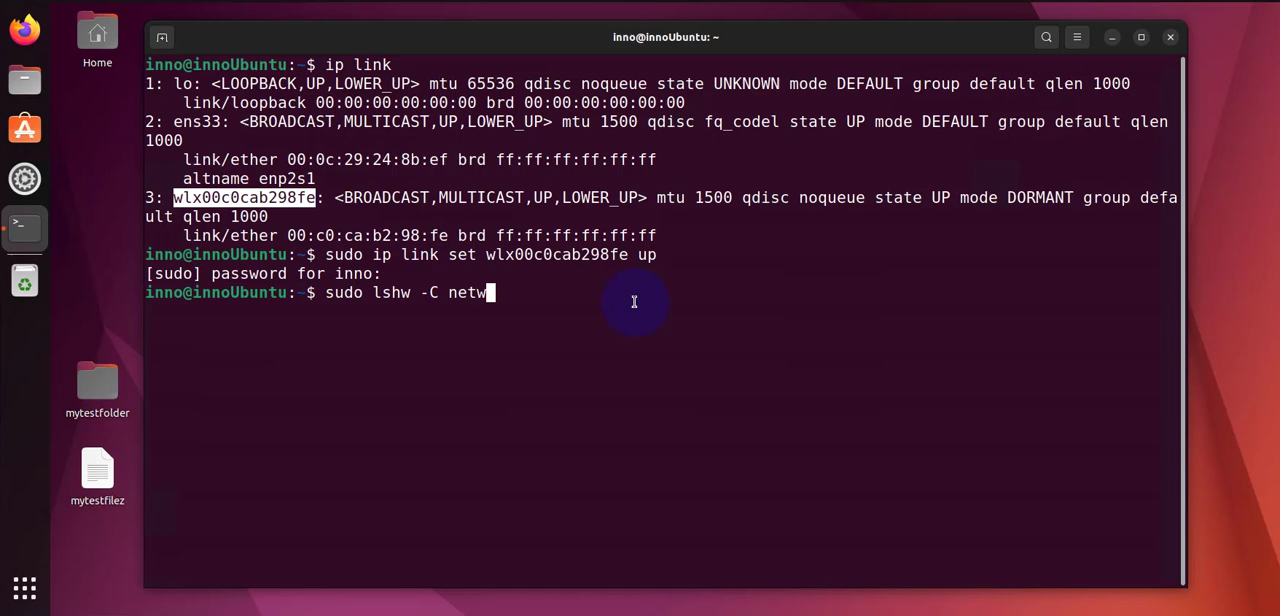 Home
mytestfolder
mytestfilez
inno@innoUbuntu: ~
inno@innoUbuntu:~$ ip link
1: lo: <LOOPBACK,UP,LOWER_UP> mtu 65536 qdisc noqueue state UNKNOWN mode DEFAULT group default qlen 1000
link/loopback 00:00:00:00:00:00 brd 00:00:00:00:00:00
2: ens33: <BROADCAST,MULTICAST,UP,LOWER_UP> mtu 1500 qdisc fq_codel state UP mode DEFAULT group default qlen
1000
link/ether 00:0c:29:24:8b:ef brd ff:ff:ff:ff:ff:ff
altname enp2s1
3: wlx00c0cab298fe: <BROADCAST,MULTICAST,UP,LOWER_UP> mtu 1500 qdisc noqueue state UP mode DORMANT group defa
ult qlen 1000
link/ether 00:c0:ca:b2:98:fe brd ff:ff:ff:ff:ff:ff
inno@innoUbuntu:~$ sudo ip link set wlx00c0cab298fe up
[sudo] password for inno:
inno@innoUbuntu:~$ sudo lshw -C netw